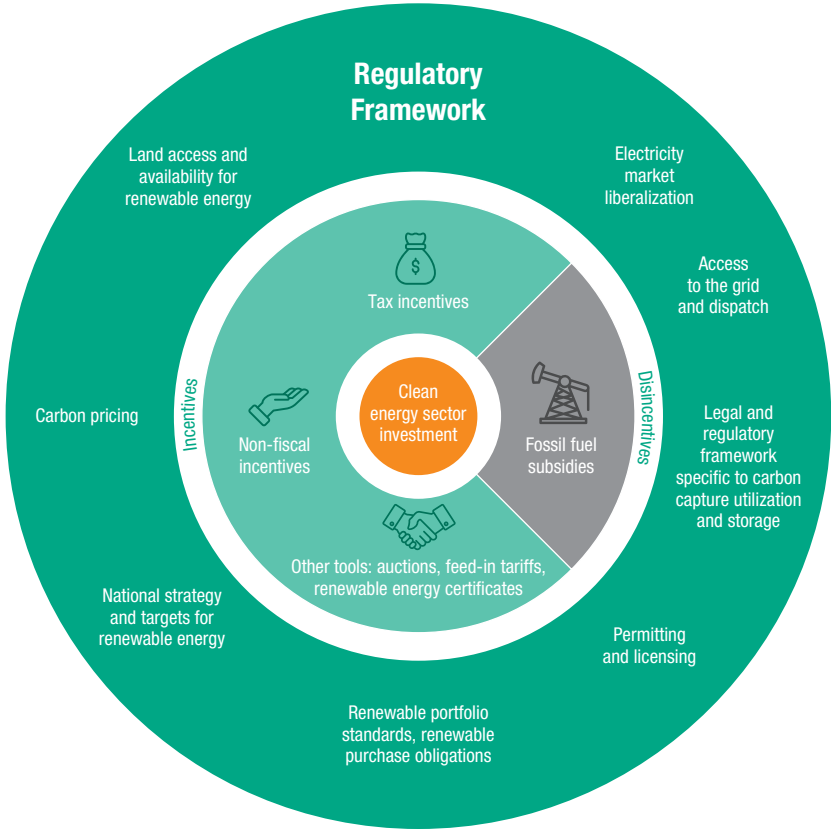 Regulatory
Framework
Land access and
availability for
renewable energy
Electricity
market
liberalization
Access
to the grid
and dispatch
Tax incentives
$
Incentives
Disincentives
Clean
energy sector
investment
Carbon pricing
Non-fiscal
incentives
Fossil fuel
subsidies
Legal and
regulatory
framework
specific to carbon
capture utilization
and storage
Other tools: auctions, feed-in tariffs,
renewable energy certificates
National strategy
and targets for
renewable energy
Permitting
and licensing
Renewable portfolio
standards, renewable
purchase obligations